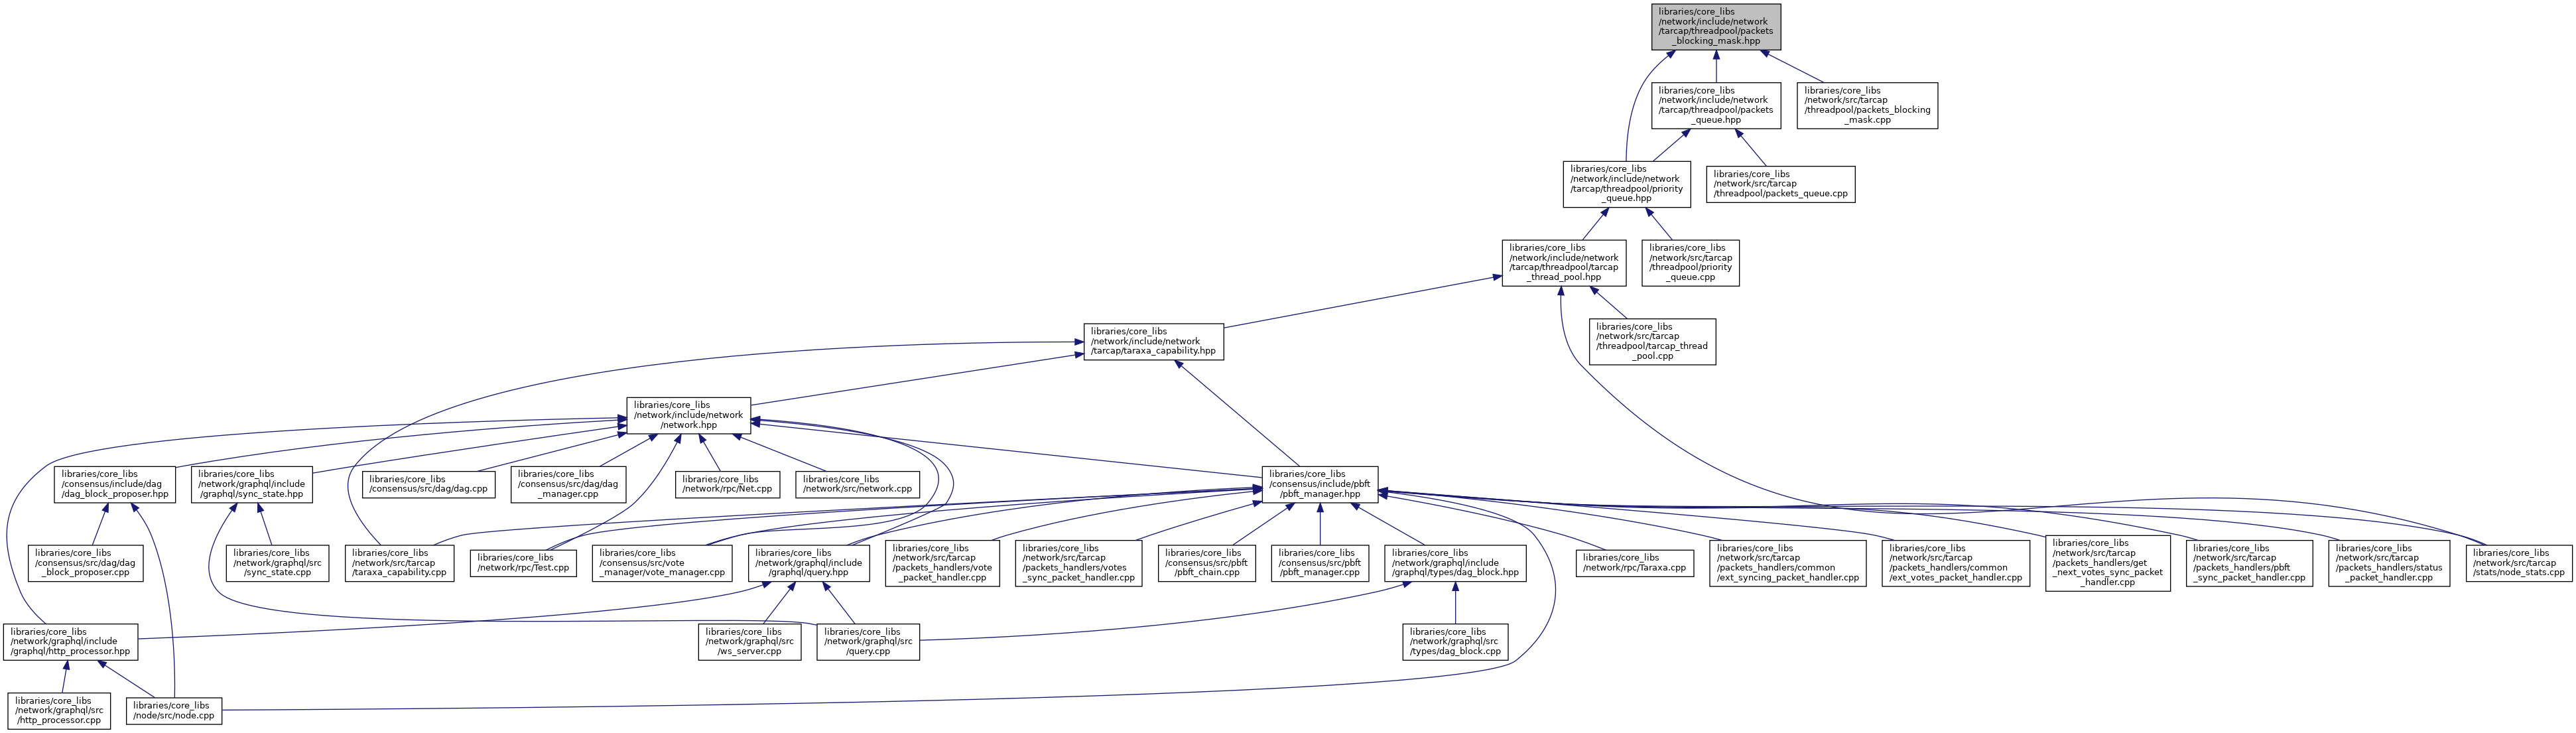 libraries/core_libs
/network/include/network
/tarcap/threadpool/packets
_blocking_mask.hpp
libraries/core_libs
/network/include/network
/tarcap/threadpool/packets
_queue.hpp
libraries/core_libs
/network/src/tarcap
/threadpool/packets_blocking
_mask.cpp
libraries/core_libs
/network/include/network
/tarcap/threadpool/priority
_queue.hpp
libraries/core_libs
/network/src/tarcap
/threadpool/packets_queue.cpp
libraries/core_libs
/network/include/network
/tarcap/threadpool/tarcap
_thread_pool.hpp
libraries/core_libs
/network/src/tarcap
/threadpool/priority
_queue.cpp
libraries/core_libs
/network/include/network
/tarcap/taraxa_capability.hpp
libraries/core_libs
/network/src/tarcap
/threadpool/tarcap_thread
_pool.cpp
libraries/core_libs
/network/include/network
/network.hpp
libraries/core_libs
/consensus/include/dag
/dag_block_proposer.hpp
libraries/core_libs
/network/graphql/include
/graphql/sync_state.hpp
libraries/core_libs
/consensus/src/dag/dag.cpp
libraries/core_libs
/consensus/src/dag/dag
_manager.cpp
libraries/core_libs
/network/rpc/Net.cpp
libraries/core_libs
/network/src/network.cpp
libraries/core_libs
/consensus/include/pbft
/pbft_manager.hpp
libraries/core_libs
/consensus/src/dag/dag
_block_proposer.cpp
libraries/core_libs
/network/graphql/src
/sync_state.cpp
libraries/core_libs
/network/src/tarcap
/taraxa_capability.cpp
libraries/core_libs
/network/rpc/Test.cpp
libraries/core_libs
/consensus/src/vote
_manager/vote_manager.cpp
libraries/core_libs
/network/graphql/include
/graphql/query.hpp
libraries/core_libs
/network/src/tarcap
/packets_handlers/vote
_packet_handler.cpp
libraries/core_libs
/network/src/tarcap
/packets_handlers/votes
_sync_packet_handler.cpp
libraries/core_libs
/consensus/src/pbft
/pbft_chain.cpp
libraries/core_libs
/consensus/src/pbft
/pbft_manager.cpp
libraries/core_libs
/network/graphql/include
/graphql/types/dag_block.hpp
libraries/core_libs
/network/rpc/Taraxa.cpp
libraries/core_libs
/network/src/tarcap
/packets_handlers/common
/ext_syncing_packet_handler.cpp
libraries/core_libs
/network/src/tarcap
/packets_handlers/common
/ext_votes_packet_handler.cpp
libraries/core_libs
/network/src/tarcap
/packets_handlers/get
_next_votes_sync_packet
_handler.cpp
libraries/core_libs
/network/src/tarcap
/packets_handlers/pbft
_sync_packet_handler.cpp
libraries/core_libs
/network/src/tarcap
/packets_handlers/status
_packet_handler.cpp
libraries/core_libs
/network/src/tarcap
/stats/node_stats.cpp
libraries/core_libs
/network/graphql/include
/graphql/http_processor.hpp
libraries/core_libs
/network/graphql/src
/ws_server.cpp
libraries/core_libs
/network/graphql/src
/query.cpp
libraries/core_libs
/network/graphql/src
/types/dag_block.cpp
libraries/core_libs
/network/graphql/src
/http_processor.cpp
libraries/core_libs
/node/src/node.cpp